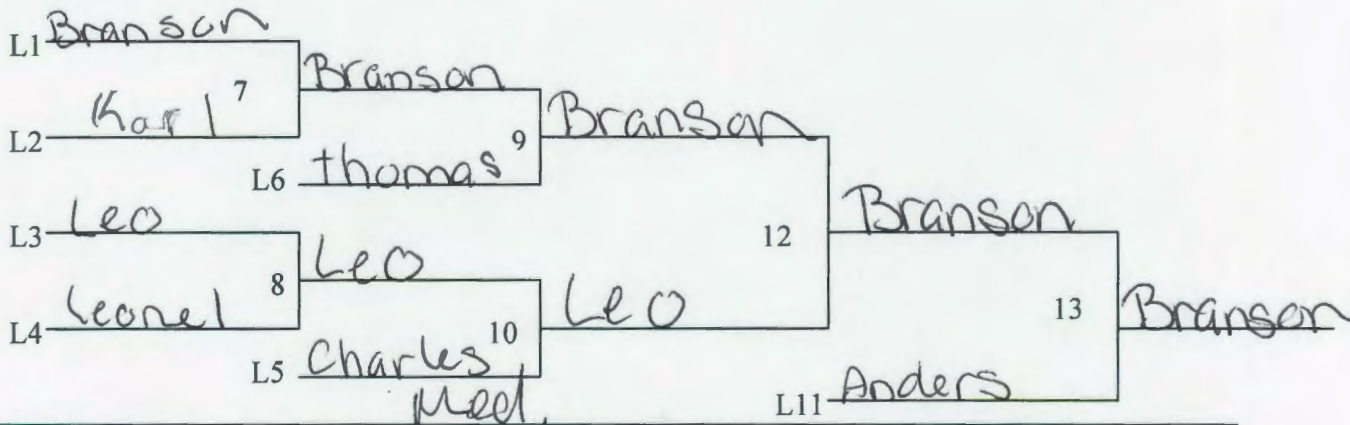 L1 Branson
7
Karl
L2
Branson
9
L6 thomas
Branson
L3 Leo
8
Leo
L4 Leonel
10
L5 Charles
Med.
Leo
12
Branson
13
L11 Anders
Branson